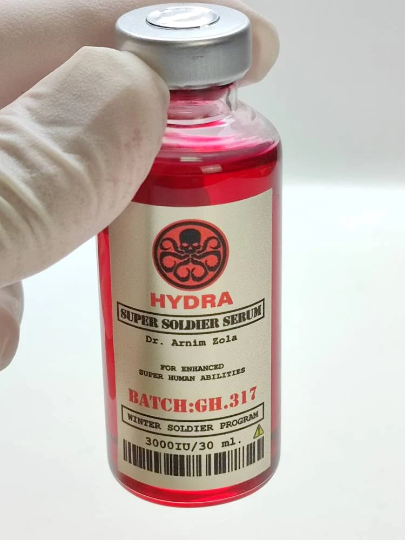 HYDRA
SUPER SOLDIER SERUM
Dr. Arnim Zola
FOR ENHANCED
SUPER HUMAN ABILITIES
BATCH:GH.317
WINTER SOLDIER PROGRAM
3000IU/30 ml.